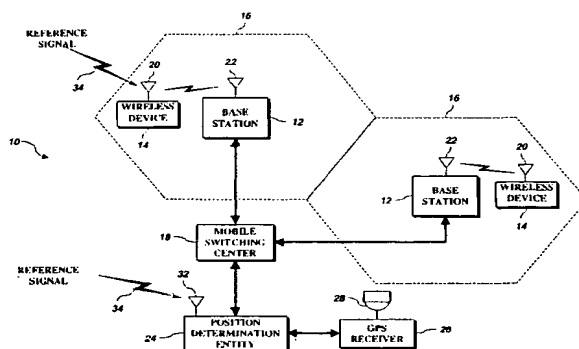 16
REFERENCE
SIGNAL
20
22
34
WIRELESS
DEVICE
14
BASE
STATION
12
16
10
22
20
12
BASE
STATION
WIRELESS
DEVICE
14
18
MOBILE
SWITCHING
CENTER
REFERENCE
SIGNAL
32
28
34
24
POSITION
DETERMINATION
ENTITY
GPS
RECEIVER
26